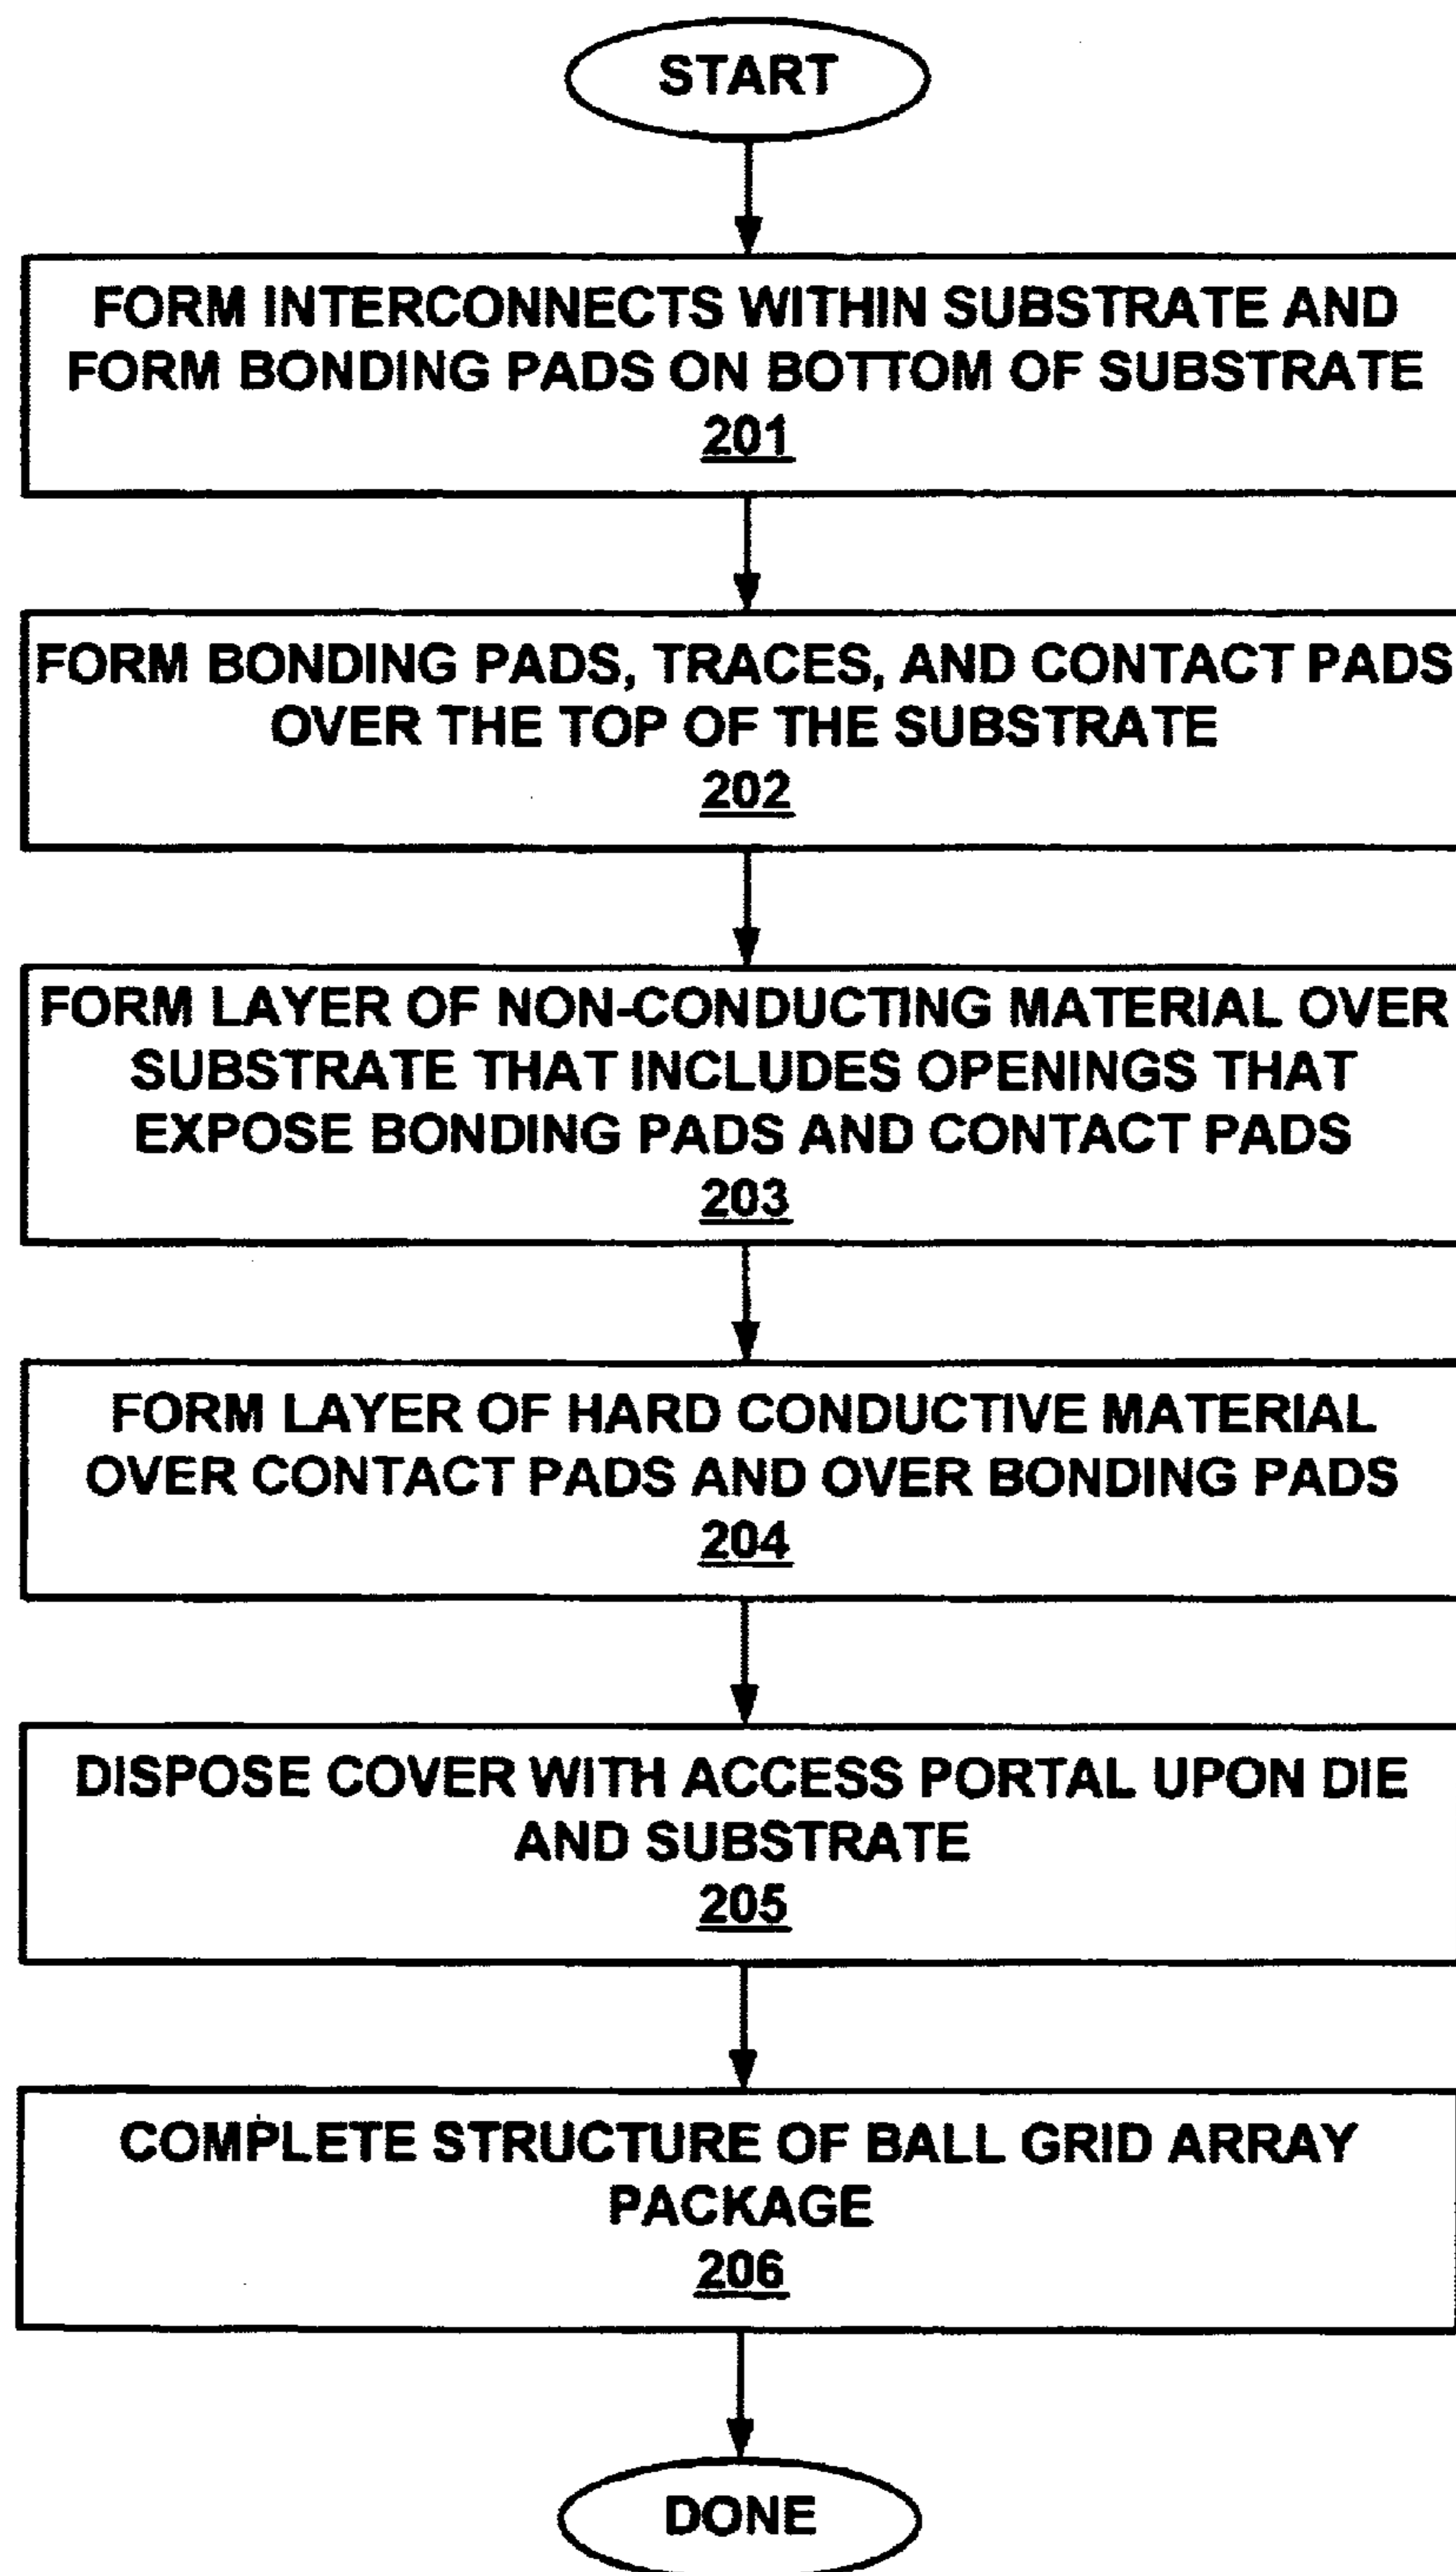 START
FORM INTERCONNECTS WITHIN SUBSTRATE AND
FORM BONDING PADS ON BOTTOM OF SUBSTRATE
201
FORM BONDING PADS, TRACES, AND CONTACT PADS
OVER THE TOP OF THE SUBSTRATE
202
FORM LAYER OF NON-CONDUCTING MATERIAL OVER
SUBSTRATE THAT INCLUDES OPENINGS THAT
EXPOSE BONDING PADS AND CONTACT PADS
203
FORM LAYER OF HARD CONDUCTIVE MATERIAL
OVER CONTACT PADS AND OVER BONDING PADS
204
DISPOSE COVER WITH ACCESS PORTAL UPON DIE
AND SUBSTRATE
205
COMPLETE STRUCTURE OF BALL GRID ARRAY
PACKAGE
206
DONE